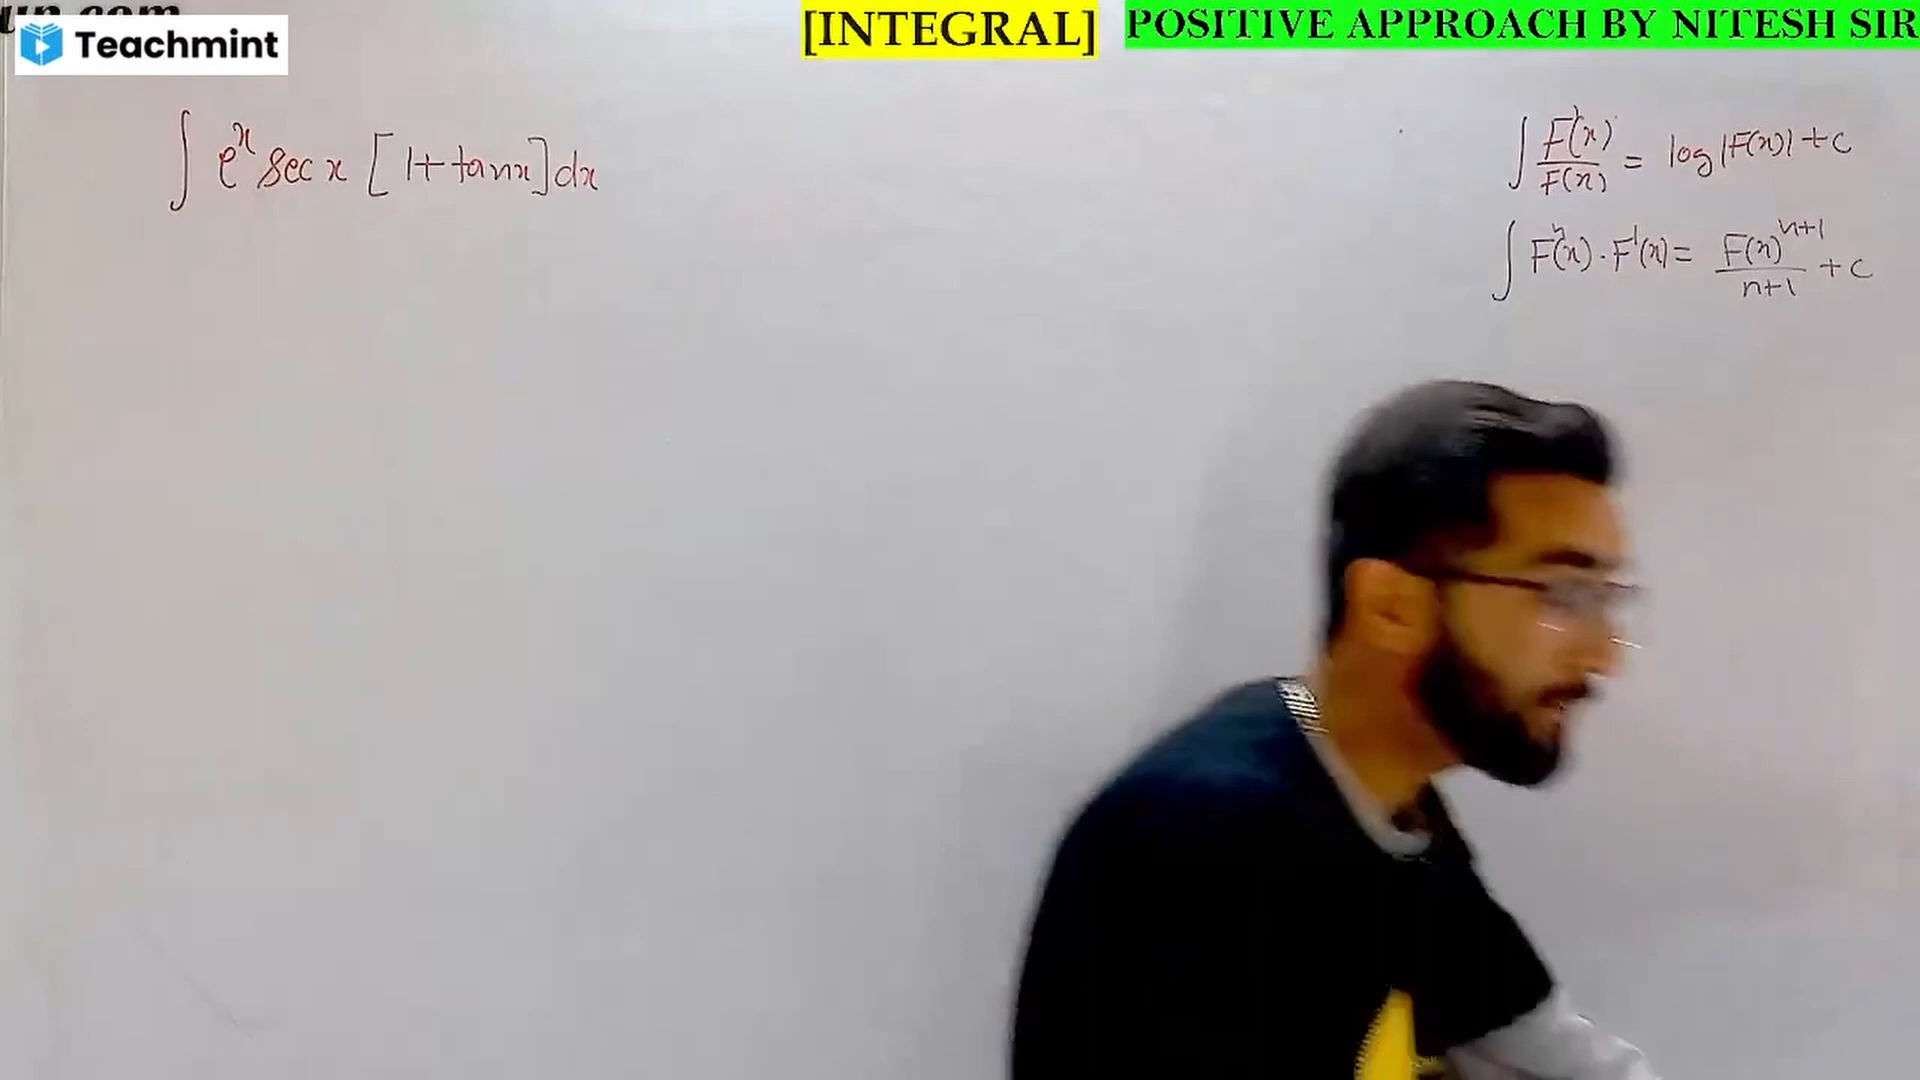 [INTEGRAL] POSITIVE APPROACH BY NITESH SIR
Teachmint
∫ eˣ sec x [1+tanx]dx
∫ F'(x)/F(x) = log|F(x)|+c
∫ Fⁿ(x)·F'(x)= F(x)ⁿ⁺¹/n+1 +c